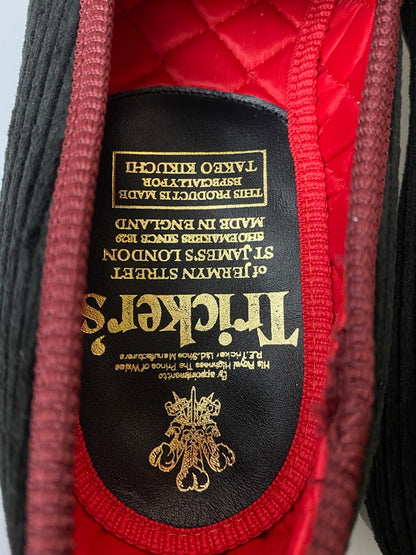 By appointment to
His Royal Highness The Prince of Wales
R.E. Tricker Ltd. Shoe Manufacturers
Tricker's
of JERMYN STREET
ST JAMES'S LONDON
SHOEMAKERS SINCE 1829
MADE IN ENGLAND
THIS PRODUCT IS MADE
ESPECIALLY FOR
TAKEO KIKUCHI